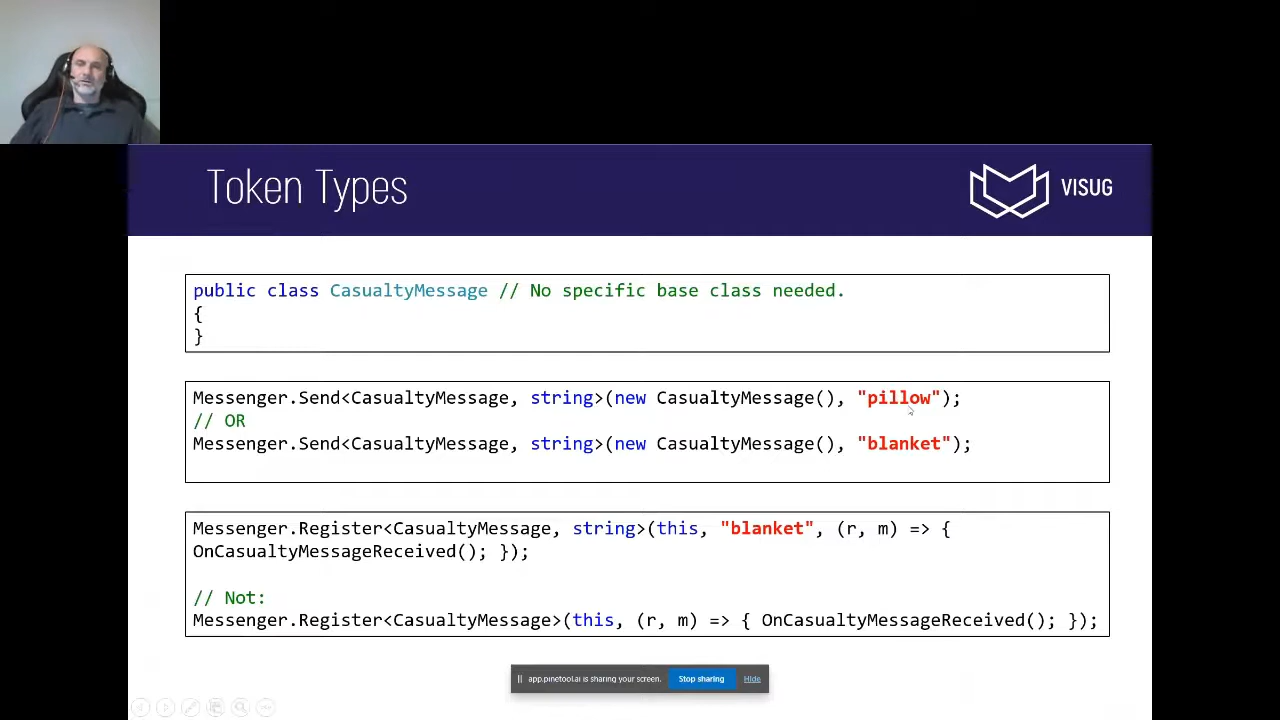 Token Types
VISUG
public class CasualtyMessage // No specific base class needed.
{
}
Messenger.Send<CasualtyMessage, string>(new CasualtyMessage(), "pillow");
// OR
Messenger.Send<CasualtyMessage, string>(new CasualtyMessage(), "blanket");
Messenger.Register<CasualtyMessage, string>(this, "blanket", (r, m) => {
OnCasualtyMessageReceived(); });
// Not:
Messenger.Register<CasualtyMessage>(this, (r, m) => { OnCasualtyMessageReceived(); });
app.pinetool.ai is sharing your screen. Stop sharing Hide